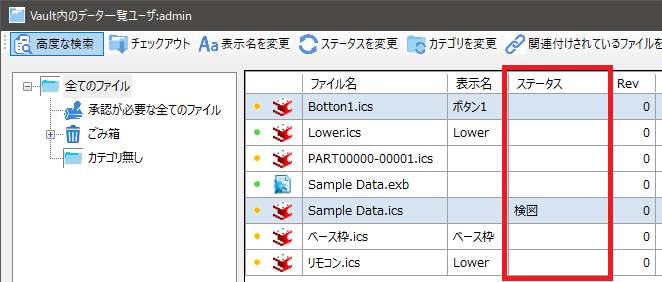 Vault内のデータ一覧ユーザ:admin
高度な検索 チェックアウト Aa 表示名を変更 ステータスを変更 カテゴリを変更 関連付けされているファイルを
全てのファイル
承認が必要な全てのファイル
ごみ箱
カテゴリ無し
ファイル名 表示名 ステータス Rev
Botton1.ics ボタン1 0
Lower.ics Lower 0
PART00000-00001.ics 0
Sample Data.exb 0
Sample Data.ics 検図 0
ベース枠.ics ベース枠 0
リモコン.ics Lower 0